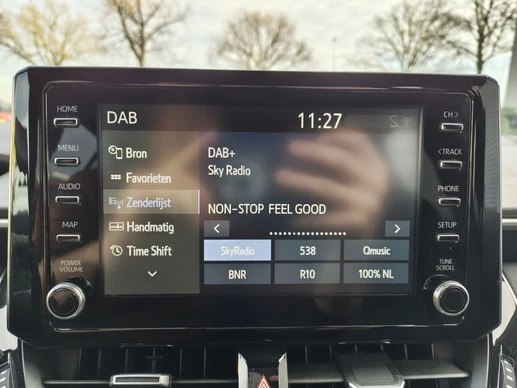 HOME
MENU
AUDIO
MAP
POWER
VOLUME
DAB
11:27
Bron
Favorieten
Zenderlijst
Handmatig
Time Shift
DAB+
Sky Radio
NON-STOP FEEL GOOD
SkyRadio 538 Qmusic
BNR R10 100% NL
CH >
< TRACK
PHONE
SETUP
TUNE
SCROLL